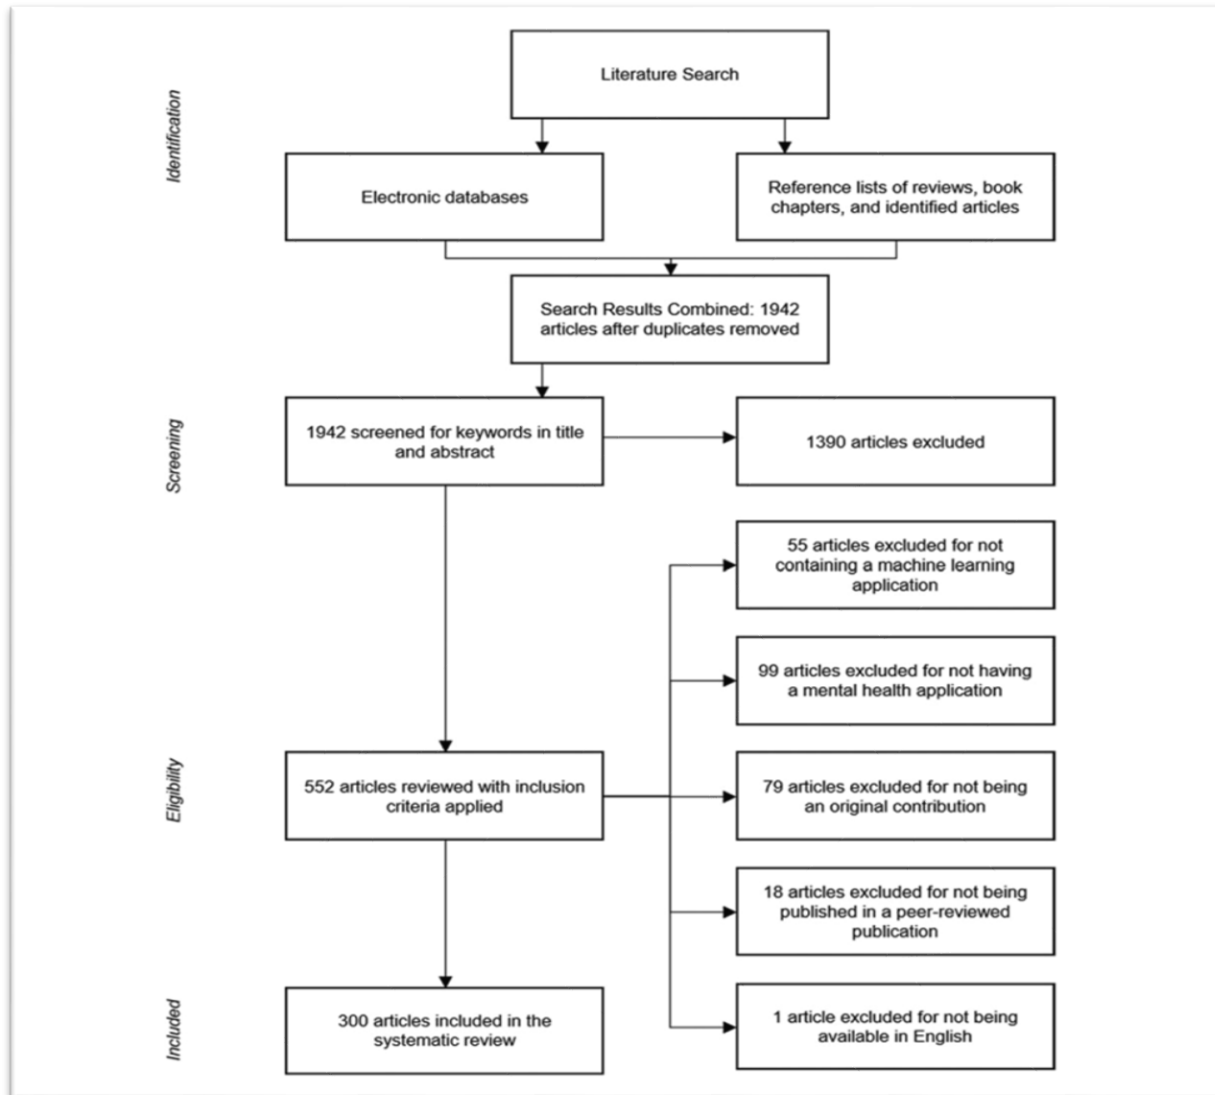 Identification
Literature Search
Electronic databases
Reference lists of reviews, book
chapters, and identified articles
Search Results Combined: 1942
articles after duplicates removed
Screening
1942 screened for keywords in title
and abstract
1390 articles excluded
55 articles excluded for not
containing a machine learning
application
99 articles excluded for not having
a mental health application
Eligibility
552 articles reviewed with inclusion
criteria applied
79 articles excluded for not being
an original contribution
18 articles excluded for not being
published in a peer-reviewed
publication
Included
300 articles included in the
systematic review
1 article excluded for not being
available in English